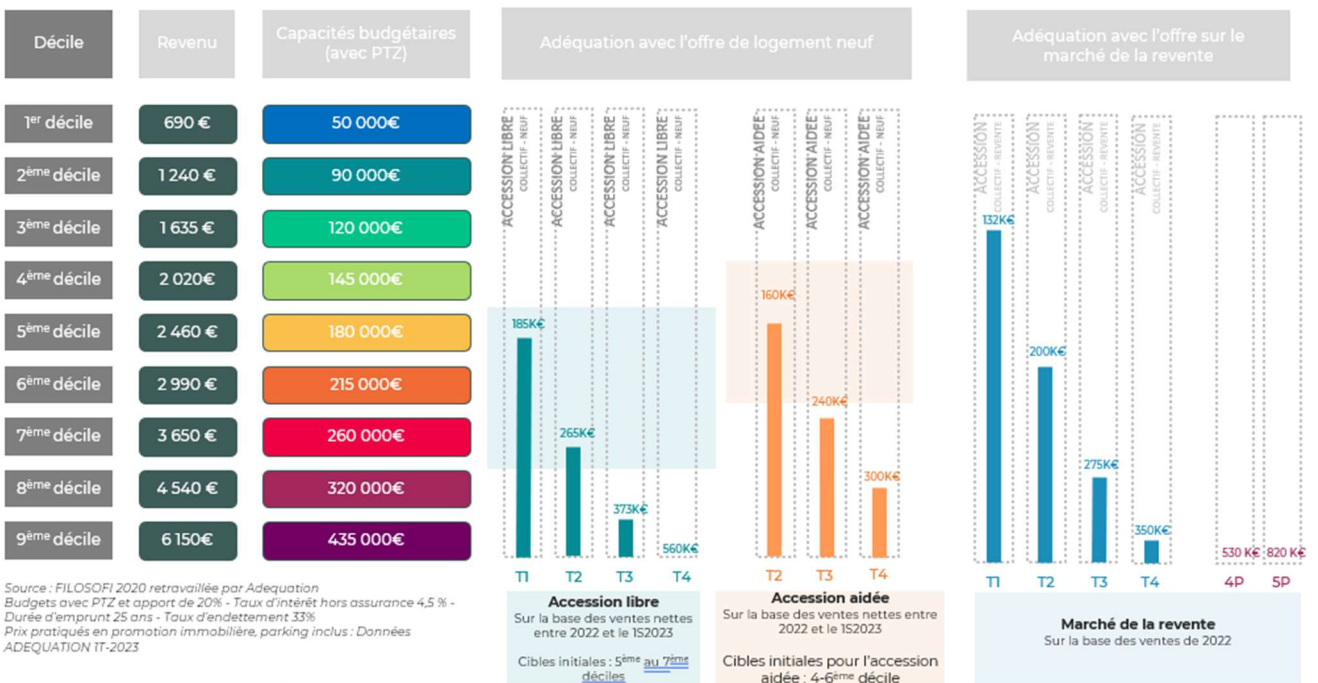 Décile
Revenu
Capacités budgétaires
(avec PTZ)
Adéquation avec l'offre de logement neuf
Adéquation avec l'offre sur le
marché de la revente
1er décile
690 €
50 000€
2ème décile
1 240 €
90 000€
3ème décile
1 635 €
120 000€
4ème décile
2 020€
145 000€
5ème décile
2 460 €
180 000€
6ème décile
2 990 €
215 000€
7ème décile
3 650 €
260 000€
8ème décile
4 540 €
320 000€
9ème décile
6 150€
435 000€
ACCESSION LIBRE
COLLECTIF - NEUF
ACCESSION LIBRE
COLLECTIF - NEUF
ACCESSION LIBRE
COLLECTIF - NEUF
ACCESSION LIBRE
COLLECTIF - NEUF
185K€
265K€
373K€
560K€
T1
T2
T3
T4
ACCESSION AIDEE
COLLECTIF - NEUF
ACCESSION AIDEE
COLLECTIF - NEUF
ACCESSION AIDEE
COLLECTIF - NEUF
160K€
240K€
300K€
T2
T3
T4
ACCESSION
COLLECTIF - REVENTE
ACCESSION
COLLECTIF - REVENTE
ACCESSION
COLLECTIF - REVENTE
ACCESSION
COLLECTIF - REVENTE
132K€
200K€
275K€
350K€
530 K€
820 K€
T1
T2
T3
T4
4P
5P
Source : FILOSOFI 2020 retravaillée par Adequation
Budgets avec PTZ et apport de 20% - Taux d'intérêt hors assurance 4,5 % -
Durée d'emprunt 25 ans - Taux d'endettement 33%
Prix pratiqués en promotion immobilière, parking inclus : Données
ADEQUATION 1T-2023
Accession libre
Sur la base des ventes nettes
entre 2022 et le 1S2023
Cibles initiales : 5ème au 7ème
déciles
Accession aidée
Sur la base des ventes nettes entre
2022 et le 1S2023
Cibles initiales pour l'accession
aidée : 4-6ème décile
Marché de la revente
Sur la base des ventes de 2022